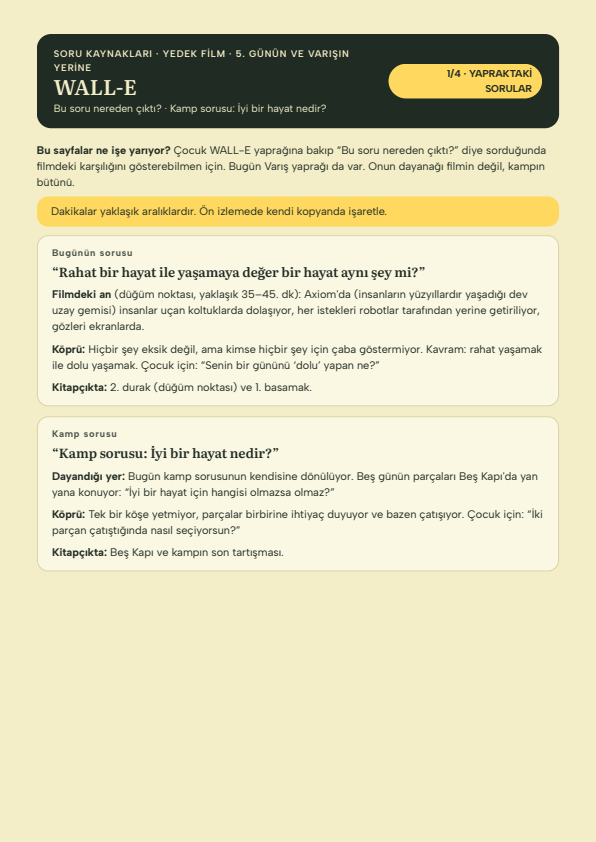 SORU KAYNAKLARI · YEDEK FİLM · 5. GÜNÜN VE VARIŞIN
YERİNE
WALL-E
Bu soru nereden çıktı? · Kamp sorusu: İyi bir hayat nedir?
1/4 · YAPRAKTAKİ
SORULAR
Bu sayfalar ne işe yarıyor? Çocuk WALL-E yaprağına bakıp “Bu soru nereden çıktı?” diye sorduğunda
filmdeki karşılığını gösterebilmen için. Bugün Varış yaprağı da var. Onun dayanağı filmin değil, kampın
bütünü.
Dakikalar yaklaşık aralıklardır. Ön izlemede kendi kopyanda işaretle.
Bugünün sorusu
“Rahat bir hayat ile yaşamaya değer bir hayat aynı şey mi?”
Filmdeki an (düğüm noktası, yaklaşık 35–45. dk): Axiom'da (insanların yüzyıllardır yaşadığı dev
uzay gemisi) insanlar uçan koltuklarda dolaşıyor, her istekleri robotlar tarafından yerine getiriliyor,
gözleri ekranlarda.
Köprü: Hiçbir şey eksik değil, ama kimse hiçbir şey için çaba göstermiyor. Kavram: rahat yaşamak
ile dolu yaşamak. Çocuk için: “Senin bir gününü ‘dolu’ yapan ne?”
Kitapçıkta: 2. durak (düğüm noktası) ve 1. basamak.
Kamp sorusu
“Kamp sorusu: İyi bir hayat nedir?”
Dayandığı yer: Bugün kamp sorusunun kendisine dönülüyor. Beş günün parçaları Beş Kapı'da yan
yana konuyor: “İyi bir hayat için hangisi olmazsa olmaz?”
Köprü: Tek bir köşe yetmiyor, parçalar birbirine ihtiyaç duyuyor ve bazen çatışıyor. Çocuk için: “İki
parçan çatıştığında nasıl seçiyorsun?”
Kitapçıkta: Beş Kapı ve kampın son tartışması.